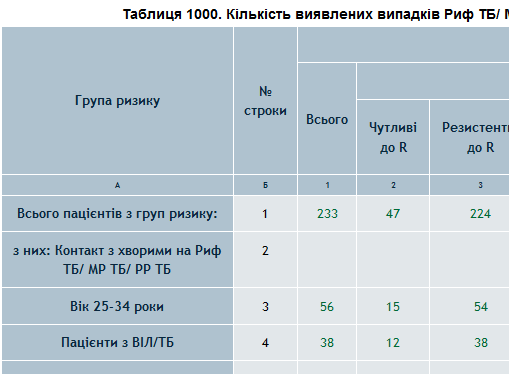 Таблиця 1000. Кількість виявлених випадків Риф ТБ/
Група ризику
№
строки
Всього
Чутливі
до R
до R
А Б 1 2 3
Всього пацієнтів з груп ризику: 1 233 47 224
з них: Контакт з хворими на Риф 2
ТБ/ МР ТБ/ РР ТБ
Вік 25-34 роки 3 56 15 54
Пацієнти з ВІЛ/ТБ 4 38 12 38